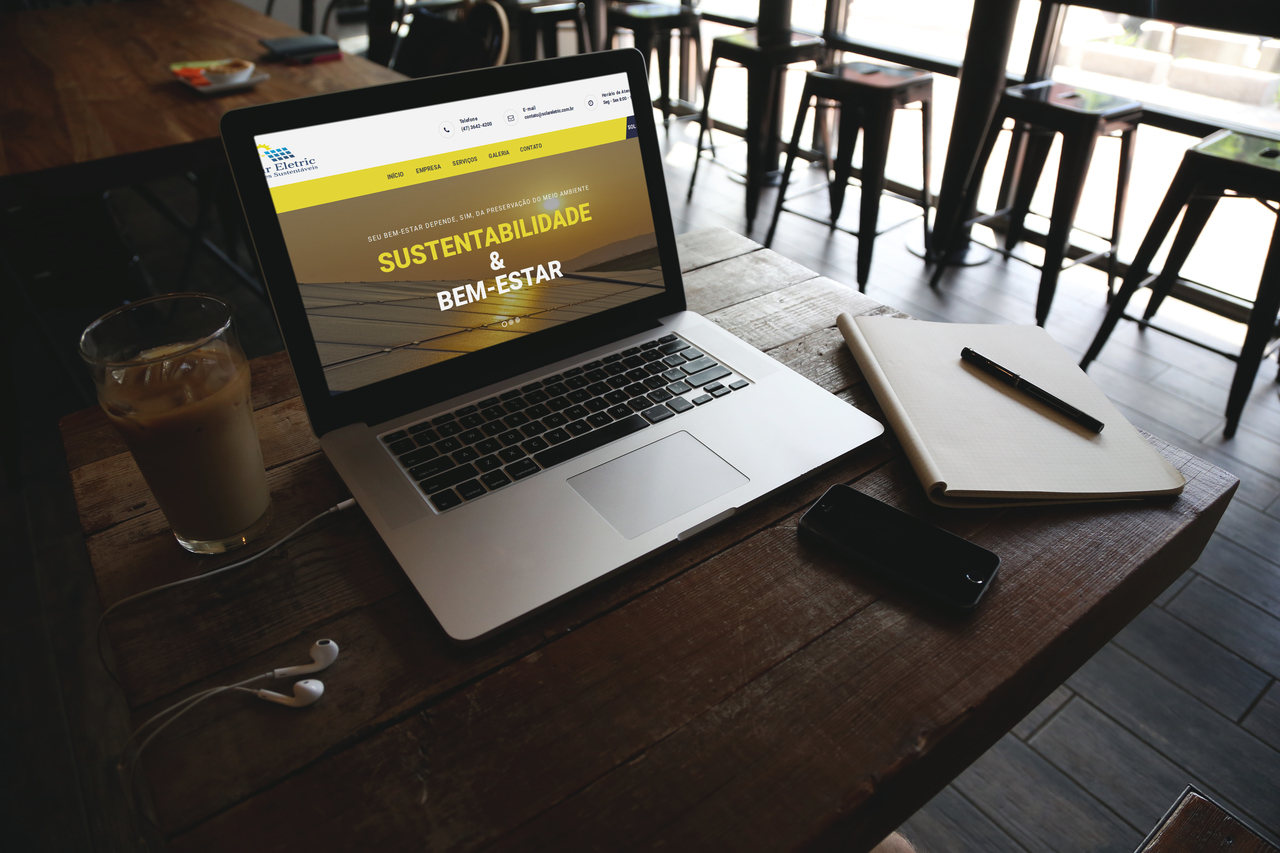 Telefone
(47) 3642-4200
E-mail
contato@solareletric.com.br
Horário de Aten
Seg - Sex 8:00 -
r Eletric
es Sustentáveis
INÍCIO
EMPRESA
SERVIÇOS
GALERIA
CONTATO
SOL
SEU BEM-ESTAR DEPENDE, SIM, DA PRESERVAÇÃO DO MEIO AMBIENTE
SUSTENTABILIDADE
&
BEM-ESTAR